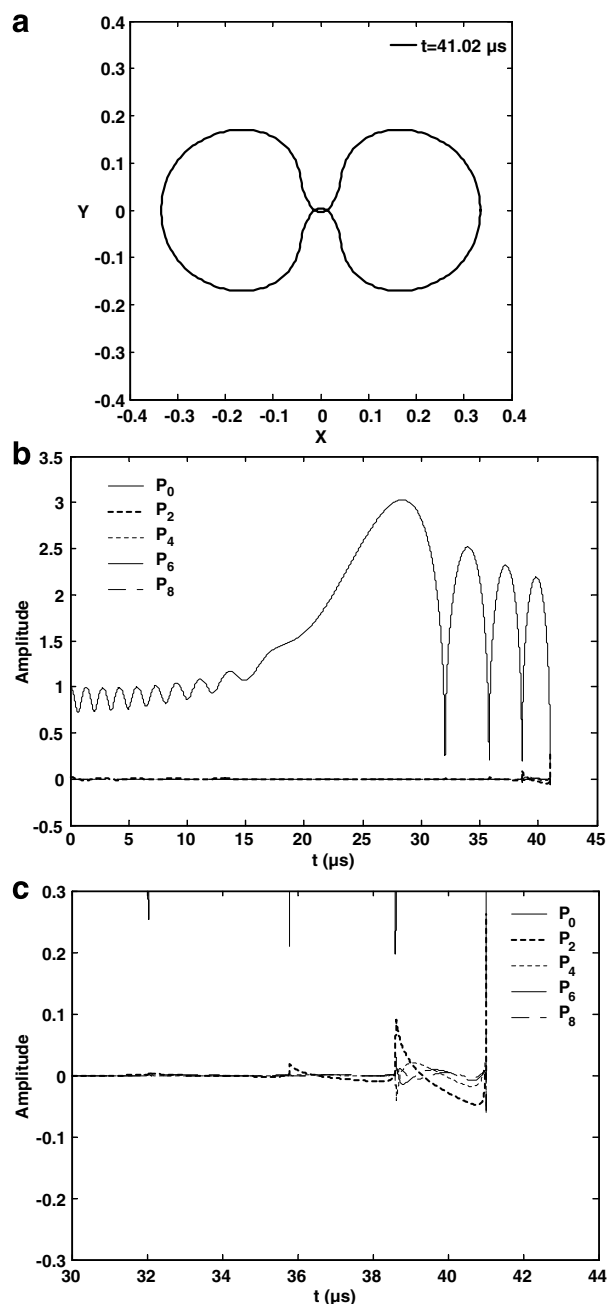 a
t=41.02 μs
0.4
0.3
0.2
0.1
0
-0.1
-0.2
-0.3
-0.4
Y
-0.4 -0.3 -0.2 -0.1 0 0.1 0.2 0.3 0.4
X
b
3.5
3
2.5
2
1.5
1
0.5
0
-0.5
Amplitude
P0
P2
P4
P6
P8
0 5 10 15 20 25 30 35 40 45
t (μs)
c
0.3
0.2
0.1
0
-0.1
-0.2
-0.3
Amplitude
P0
P2
P4
P6
P8
30 32 34 36 38 40 42 44
t (μs)